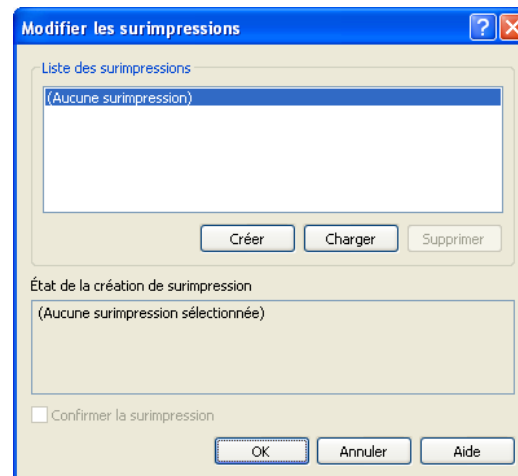 Modifier les surimpressions
Liste des surimpressions
(Aucune surimpression)
Créer Charger Supprimer
État de la création de surimpression
(Aucune surimpression sélectionnée)
Confirmer la surimpression
OK Annuler Aide